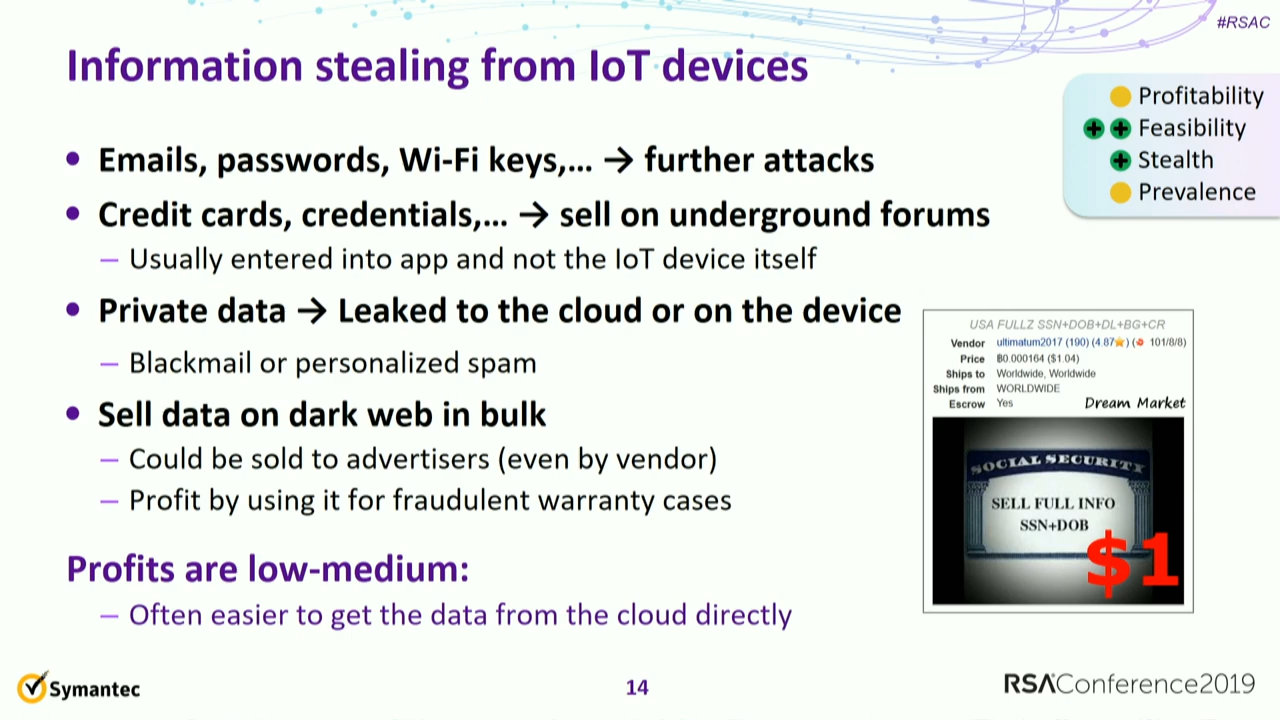 #RSAC
Information stealing from IoT devices
Profitability
Feasibility
Stealth
Prevalence
• Emails, passwords, Wi-Fi keys,... → further attacks
• Credit cards, credentials,... → sell on underground forums
– Usually entered into app and not the IoT device itself
• Private data → Leaked to the cloud or on the device
– Blackmail or personalized spam
• Sell data on dark web in bulk
– Could be sold to advertisers (even by vendor)
– Profit by using it for fraudulent warranty cases
USA FULLZ SSN+DOB+DL+BG+CR
Vendor ultimatum2017 (190) (4.87⭐) ( 101/8/8)
Price ฿0.000164 ($1.04)
Ships to Worldwide, Worldwide
Ships from WORLDWIDE
Escrow Yes
Dream Market
SOCIAL SECURITY
SELL FULL INFO
SSN+DOB
$1
Profits are low-medium:
– Often easier to get the data from the cloud directly
Symantec
14
RSAConference2019